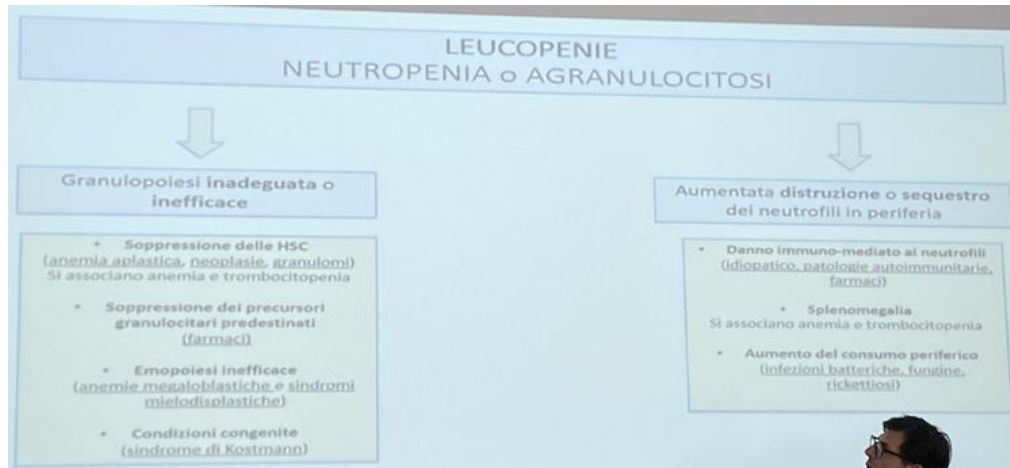 LEUCOPENIE
NEUTROPENIA o AGRANULOCITOSI
Granulopoiesi inadeguata o
inefficace
• Soppressione delle HSC
(anemia aplastica, neoplasie, granulomi)
Si associano anemia e trombocitopenia
• Soppressione dei precursori
granulocitari predestinati
(farmaci)
• Emopoiesi inefficace
(anemie megaloblastiche e sindromi
mielodisplastiche)
• Condizioni congenite
(sindrome di Kostmann)
Aumentata distruzione o sequestro
dei neutrofili in periferia
• Danno immuno-mediato ai neutrofili
(idiopatico, patologie autoimmunitarie,
farmaci)
• Splenomegalia
Si associano anemia e trombocitopenia
• Aumento del consumo periferico
(infezioni batteriche, fungine,
rickettiosi)